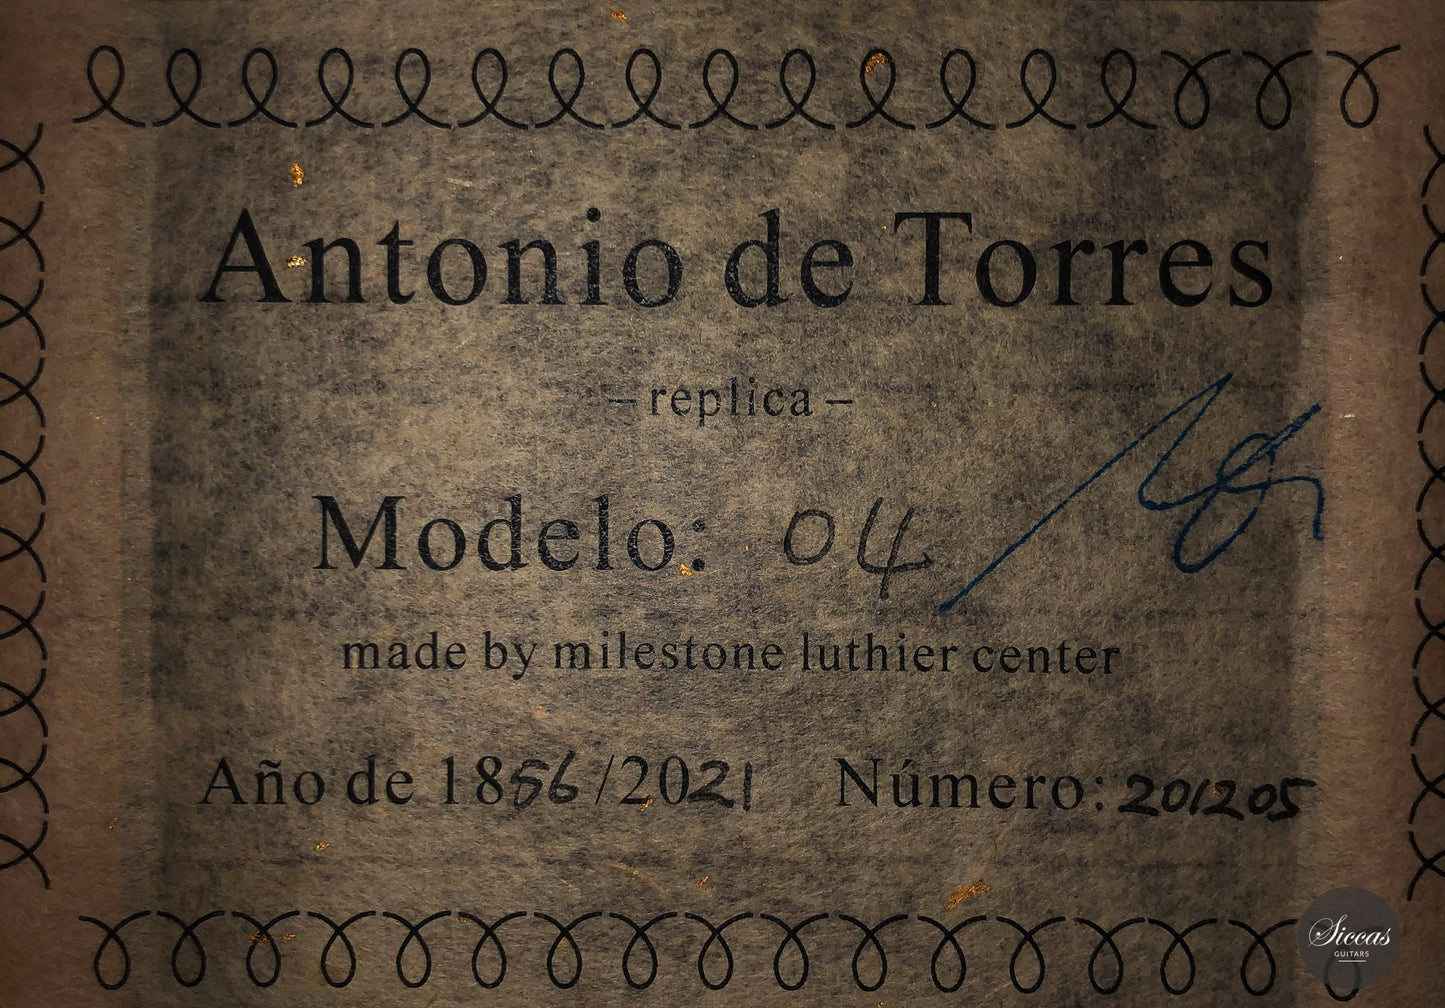 Antonio de Torres
– replica –
Modelo: 04
made by milestone luthier center
Año de 1856/2021 Número: 201205
Siccas
GUITARS